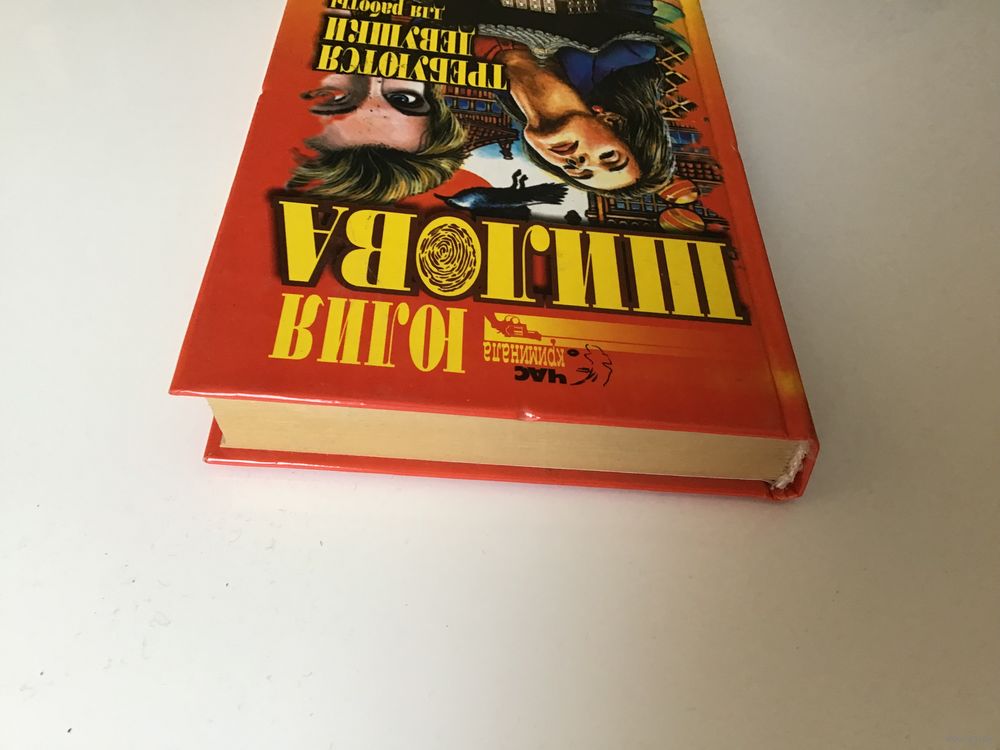 ЧАС
криминала
ЮЛИЯ
ШИЛОВА
ТРЕБУЮТСЯ
ДЕВУШКИ
для работы